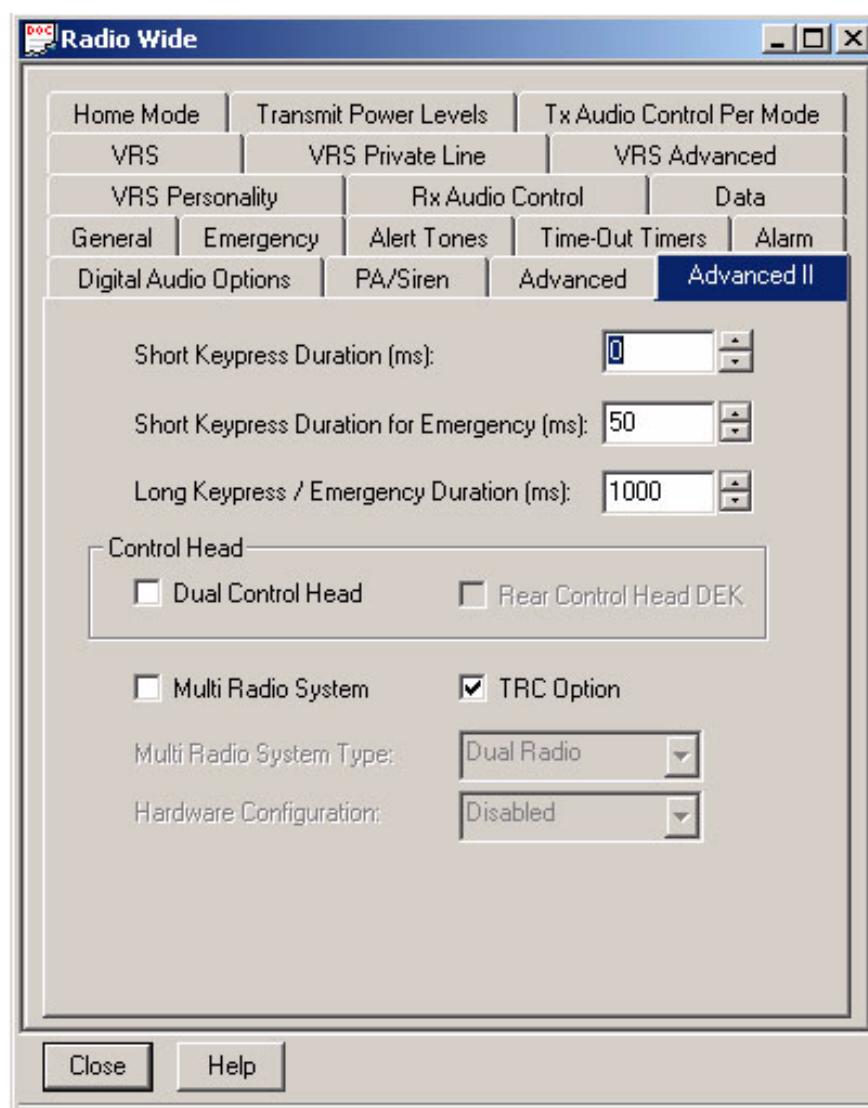 DOC Radio Wide
Home Mode Transmit Power Levels Tx Audio Control Per Mode
VRS VRS Private Line VRS Advanced
VRS Personality Rx Audio Control Data
General Emergency Alert Tones Time-Out Timers Alarm
Digital Audio Options PA/Siren Advanced Advanced II
Short Keypress Duration (ms): 0
Short Keypress Duration for Emergency (ms): 50
Long Keypress / Emergency Duration (ms): 1000
Control Head
Dual Control Head Rear Control Head DEK
Multi Radio System TRC Option
Multi Radio System Type: Dual Radio
Hardware Configuration: Disabled
Close Help